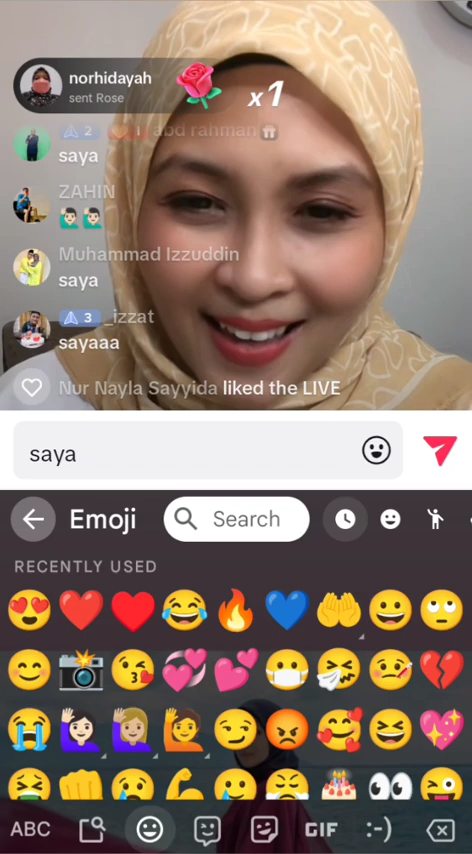 norhidayah
sent Rose
x1
2 abd rahman
saya
ZAHIN
Muhammad Izzuddin
saya
3 _izzat
sayaaa
Nur Nayla Sayyida liked the LIVE
saya
Emoji
Search
RECENTLY USED
ABC
GIF
:-)